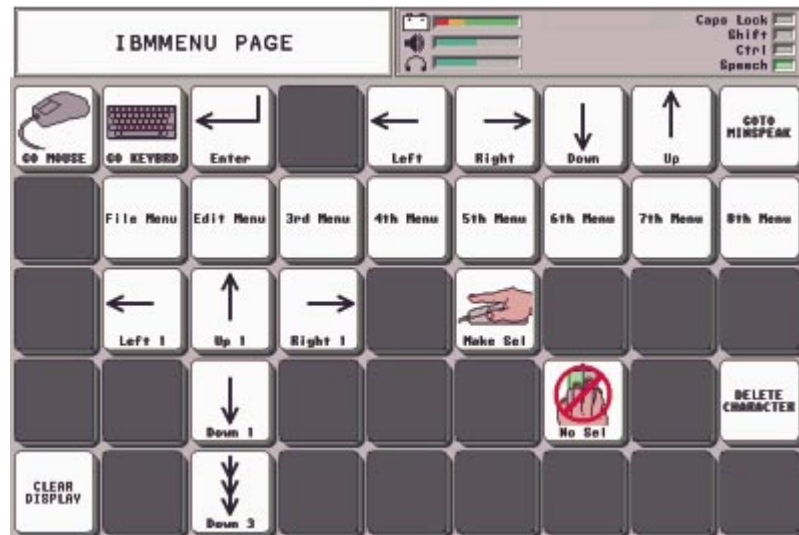 IBMMENU PAGE
Caps Lock
Shift
Ctrl
Speech
GO MOUSE
GO KEYBRD
Enter
Left
Right
Down
Up
GOTO
MINSPEAK
File Menu
Edit Menu
3rd Menu
4th Menu
5th Menu
6th Menu
7th Menu
8th Menu
Left 1
Up 1
Right 1
Make Sel
Down 1
No Sel
DELETE
CHARACTER
CLEAR
DISPLAY
Down 3